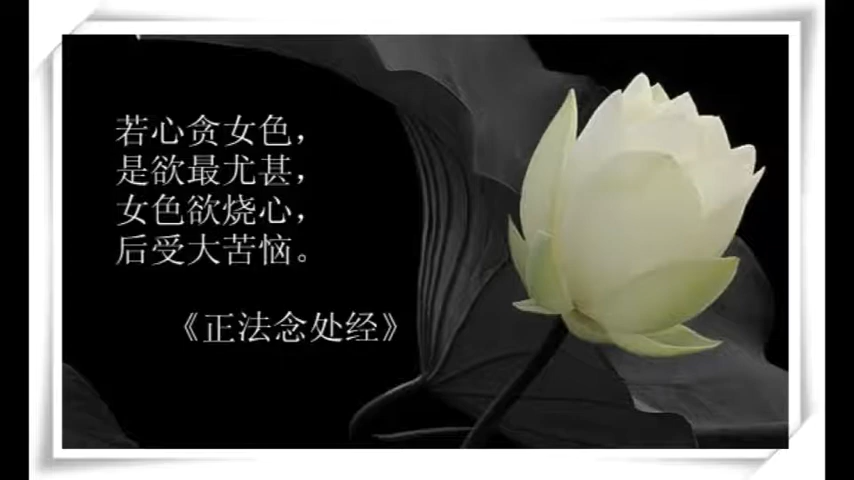 若心贪女色，
是欲最尤甚，
女色欲烧心，
后受大苦恼。
《正法念处经》